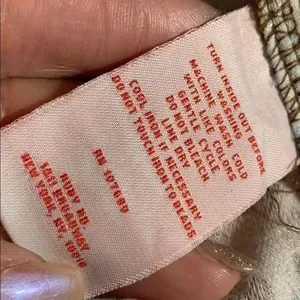 TURN INSIDE OUT BEFORE
WASHING
MACHINE WASH COLD
WITH LIKE COLORS
GENTLE CYCLE
DO NOT BLEACH
LINE DRY
COOL IRON IF NECESSARY
DO NOT TOUCH IRON TO BEADS
RUBY RD.
NEW YORK, NY